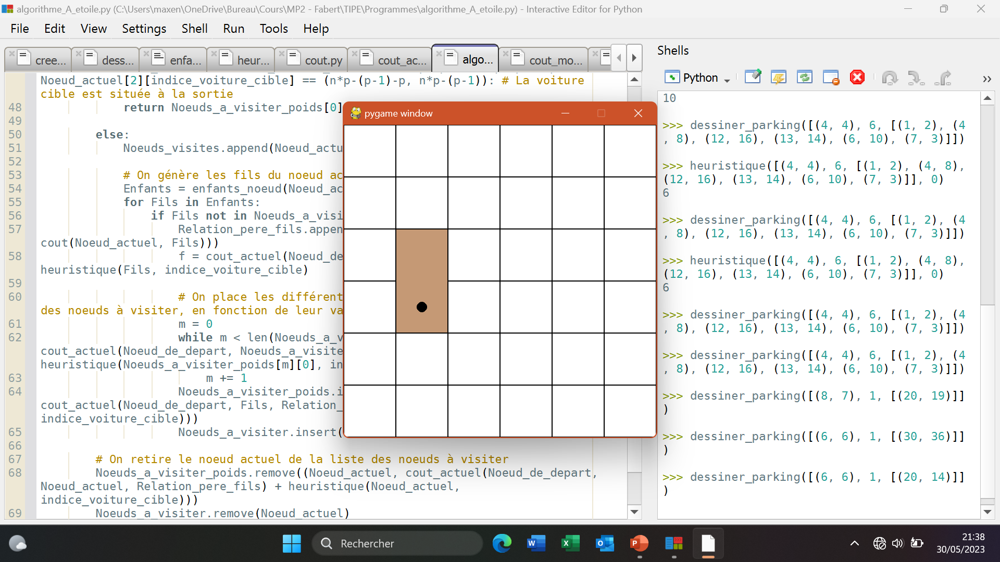 algorithme_A_etoile.py (C:\Users\maxen\OneDrive\Bureau\Cours\MP2 - Fabert\TIPE\Programmes\algorithme_A_etoile.py) - Interactive Editor for Python
File Edit View Settings Shell Run Tools Help
cree... dess... enfa... heur... cout.py cout_ac... algo... cout_mo...
Noeud_actuel[2][indice_voiture_cible] == (n*p-(p-1)-p, n*p-(p-1)): # La voiture
cible est située à la sortie
48 return Noeuds_a_visiter_poids[0]
49
50 else:
51 Noeuds_visites.append(Noeud_actu
52
53 # On génère les fils du noeud ac
54 Enfants = enfants_noeud(Noeud_ac
55 for Fils in Enfants:
56 if Fils not in Noeuds_a_visi
57 Relation_pere_fils.appen
cout(Noeud_actuel, Fils)))
58 f = cout_actuel(Noeud_de
heuristique(Fils, indice_voiture_cible)
59
60 # On place les différent
des noeuds à visiter, en fonction de leur va
61 m = 0
62 while m < len(Noeuds_a_v
cout_actuel(Noeud_de_depart, Noeuds_a_visite
heuristique(Noeuds_a_visiter_poids[m][0], in
63 m += 1
64 Noeuds_a_visiter_poids.i
cout_actuel(Noeud_de_depart, Fils, Relation_
indice_voiture_cible)))
65 Noeuds_a_visiter.insert(
66
67 # On retire le noeud actuel de la liste des noeuds à visiter
68 Noeuds_a_visiter_poids.remove((Noeud_actuel, cout_actuel(Noeud_de_depart,
Noeud_actuel, Relation_pere_fils) + heuristique(Noeud_actuel,
indice_voiture_cible)))
69 Noeuds_a_visiter.remove(Noeud_actuel)
pygame window
Shells
Python
10
>>> dessiner_parking([(4, 4), 6, [(1, 2), (4
, 8), (12, 16), (13, 14), (6, 10), (7, 3)]])
>>> heuristique([(4, 4), 6, [(1, 2), (4, 8),
(12, 16), (13, 14), (6, 10), (7, 3)]], 0)
6
>>> dessiner_parking([(4, 4), 6, [(1, 2), (4
, 8), (12, 16), (13, 14), (6, 10), (7, 3)]])
>>> heuristique([(4, 4), 6, [(1, 2), (4, 8),
(12, 16), (13, 14), (6, 10), (7, 3)]], 0)
6
>>> dessiner_parking([(4, 4), 6, [(1, 2), (4
, 8), (12, 16), (13, 14), (6, 10), (7, 3)]])
>>> dessiner_parking([(4, 4), 6, [(1, 2), (4
, 8), (12, 16), (13, 14), (6, 10), (7, 3)]])
>>> dessiner_parking([(8, 7), 1, [(20, 19)]]
)
>>> dessiner_parking([(6, 6), 1, [(30, 36)]]
)
>>> dessiner_parking([(6, 6), 1, [(20, 14)]]
)
Rechercher
21:38
30/05/2023